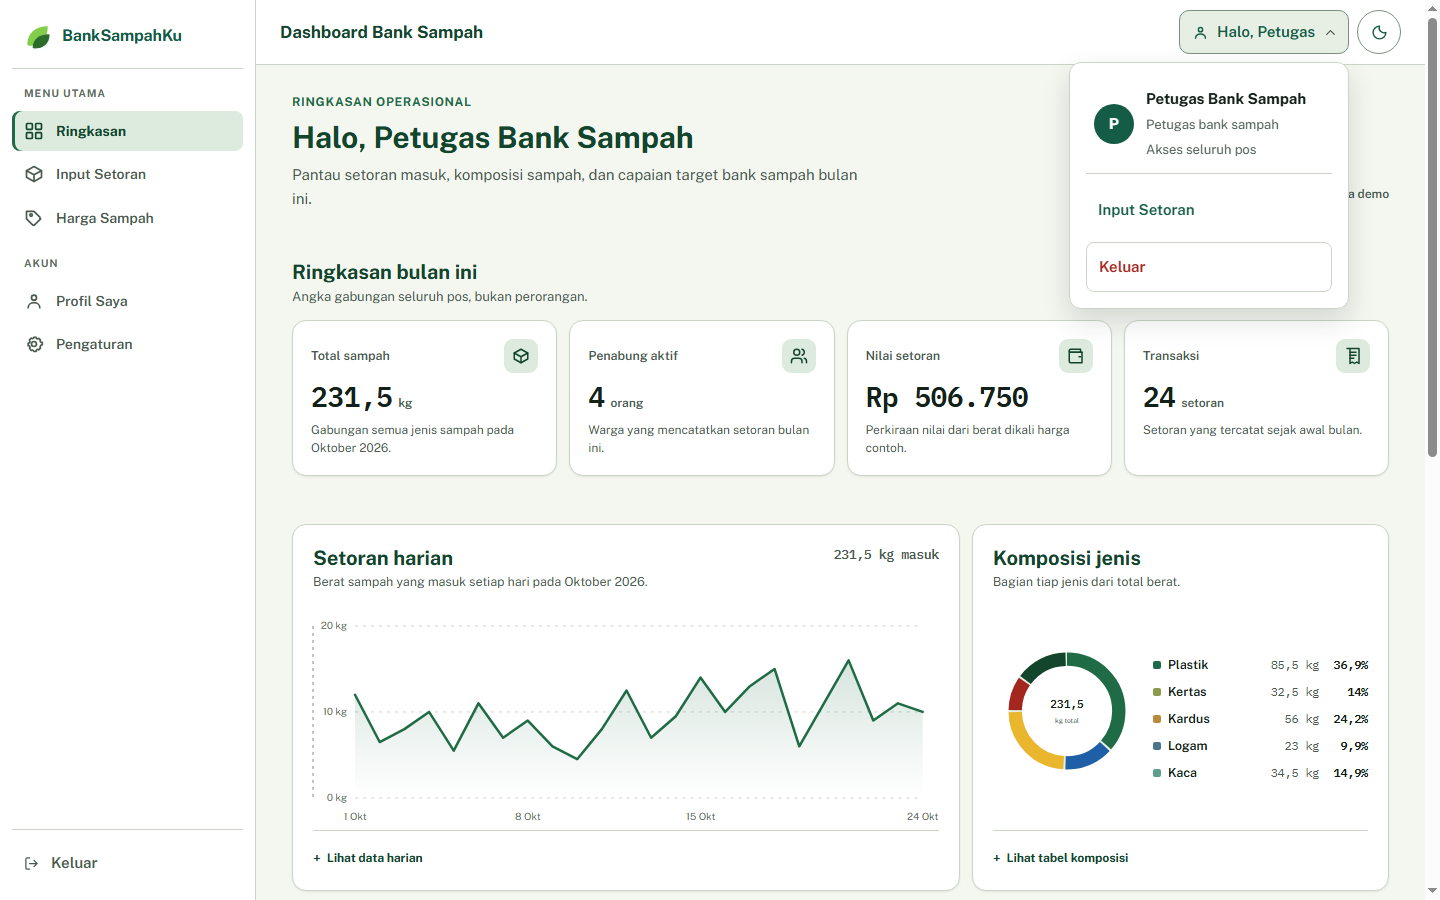 BankSampahKu
MENU UTAMA
Ringkasan
Input Setoran
Harga Sampah
AKUN
Profil Saya
Pengaturan
Keluar
Dashboard Bank Sampah
Halo, Petugas
Petugas Bank Sampah
P
Petugas bank sampah
Akses seluruh pos
Input Setoran
Keluar
RINGKASAN OPERASIONAL
Halo, Petugas Bank Sampah
Pantau setoran masuk, komposisi sampah, dan capaian target bank sampah bulan
ini.
a demo
Ringkasan bulan ini
Angka gabungan seluruh pos, bukan perorangan.
Total sampah
231,5 kg
Gabungan semua jenis sampah pada
Oktober 2026.
Penabung aktif
4 orang
Warga yang mencatatkan setoran bulan
ini.
Nilai setoran
Rp 506.750
Perkiraan nilai dari berat dikali harga
contoh.
Transaksi
24 setoran
Setoran yang tercatat sejak awal bulan.
Setoran harian
231,5 kg masuk
Berat sampah yang masuk setiap hari pada Oktober 2026.
20 kg
10 kg
0 kg
1 Okt 8 Okt 15 Okt 24 Okt
+ Lihat data harian
Komposisi jenis
Bagian tiap jenis dari total berat.
231,5
kg total
Plastik 85,5 kg 36,9%
Kertas 32,5 kg 14%
Kardus 56 kg 24,2%
Logam 23 kg 9,9%
Kaca 34,5 kg 14,9%
+ Lihat tabel komposisi